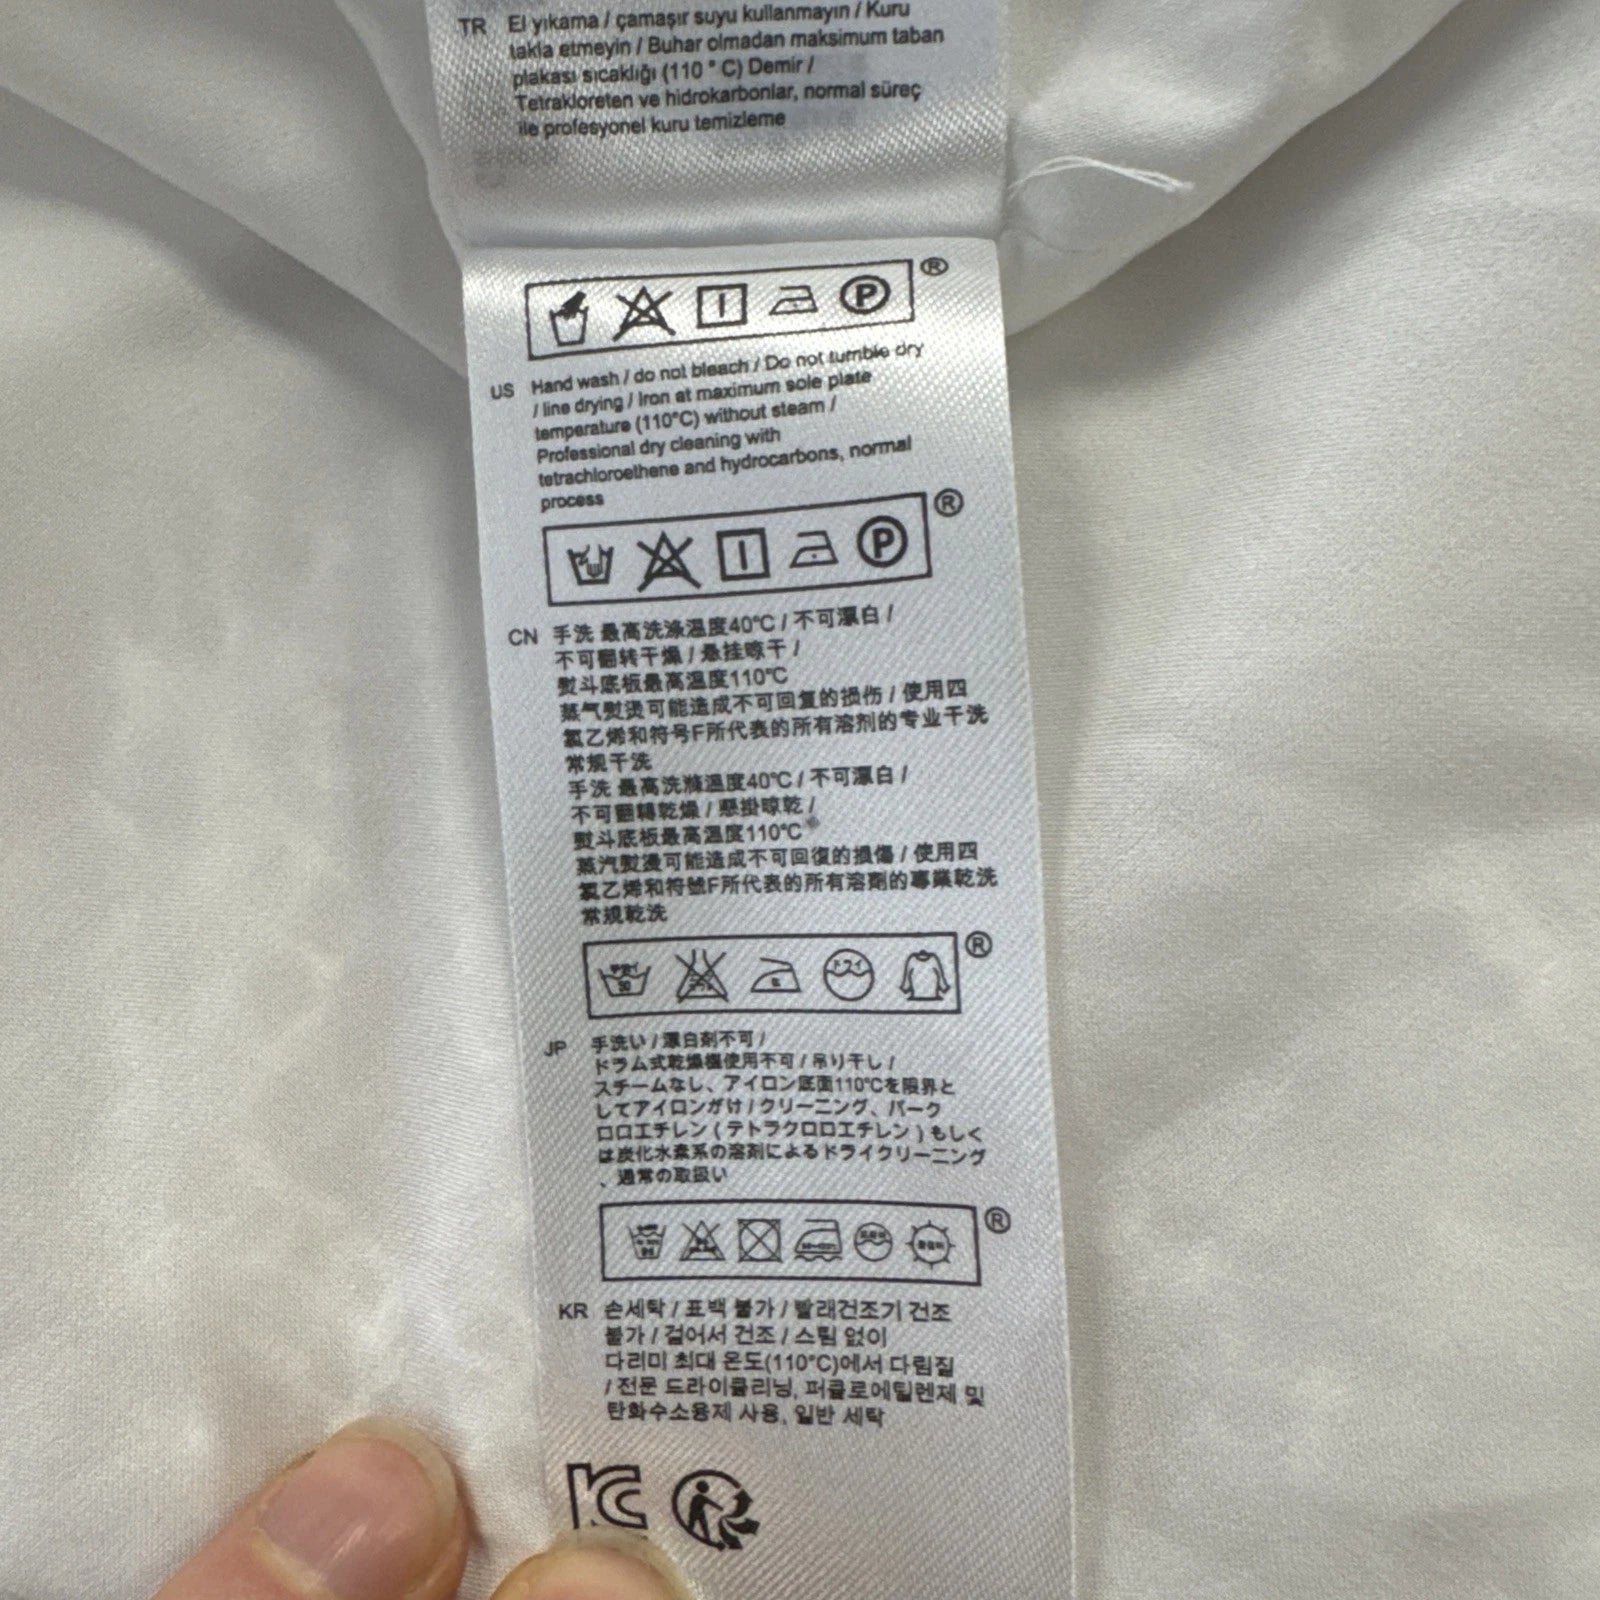 TR El yıkama / çamaşır suyu kullanmayın / Kuru
takla etmeyin / Buhar olmadan maksimum taban
plakası sıcaklığı (110 ° C) Demir /
Tetrakloreten ve hidrokarbonlar, normal süreç
ile profesyonel kuru temizleme
P ®
US Hand wash / do not bleach / Do not tumble dry
/ line drying / Iron at maximum sole plate
temperature (110°C) without steam /
Professional dry cleaning with
tetrachloroethene and hydrocarbons, normal
process
P ®
CN 手洗 最高洗涤温度40°C / 不可漂白 /
不可翻转干燥 / 悬挂晾干 /
熨斗底板最高温度110°C
蒸气熨烫可能造成不可回复的损伤 / 使用四
氯乙烯和符号F所代表的所有溶剂的专业干洗
常规干洗
手洗 最高洗滌溫度40°C / 不可漂白 /
不可翻轉乾燥 / 懸掛晾乾 /
熨斗底板最高溫度110°C
蒸汽熨燙可能造成不可回復的損傷 / 使用四
氯乙烯和符號F所代表的所有溶劑的專業乾洗
常規乾洗
30 ドライ ®
JP 手洗い / 漂白剤不可 /
ドラム式乾燥機使用不可 / 吊り干し /
スチームなし、アイロン底面110°Cを限界と
してアイロンがけ / クリーニング、パーク
ロロエチレン ( テトラクロロエチレン ) もしく
は炭化水素系の溶剤によるドライクリーニング
、通常の取扱い
®
KR 손세탁 / 표백 불가 / 빨래건조기 건조
불가 / 걸어서 건조 / 스팀 없이
다리미 최대 온도(110°C)에서 다림질
/ 전문 드라이클리닝, 퍼클로에틸렌제 및
탄화수소용제 사용, 일반 세탁
KC